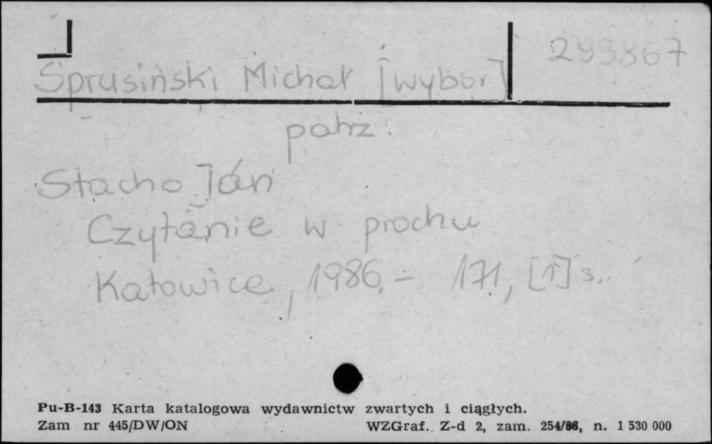 293867
Sprusiński Michał [wybór]
patrz.
Stacho Ján
Czytanie w prochu
Katowice, 1986. - 171, [1] s.
Pu-B-143 Karta katalogowa wydawnictw zwartych i ciągłych.
Zam nr 445/DW/ON WZGraf. Z-d 2, zam. 254/86, n. 1 530 000